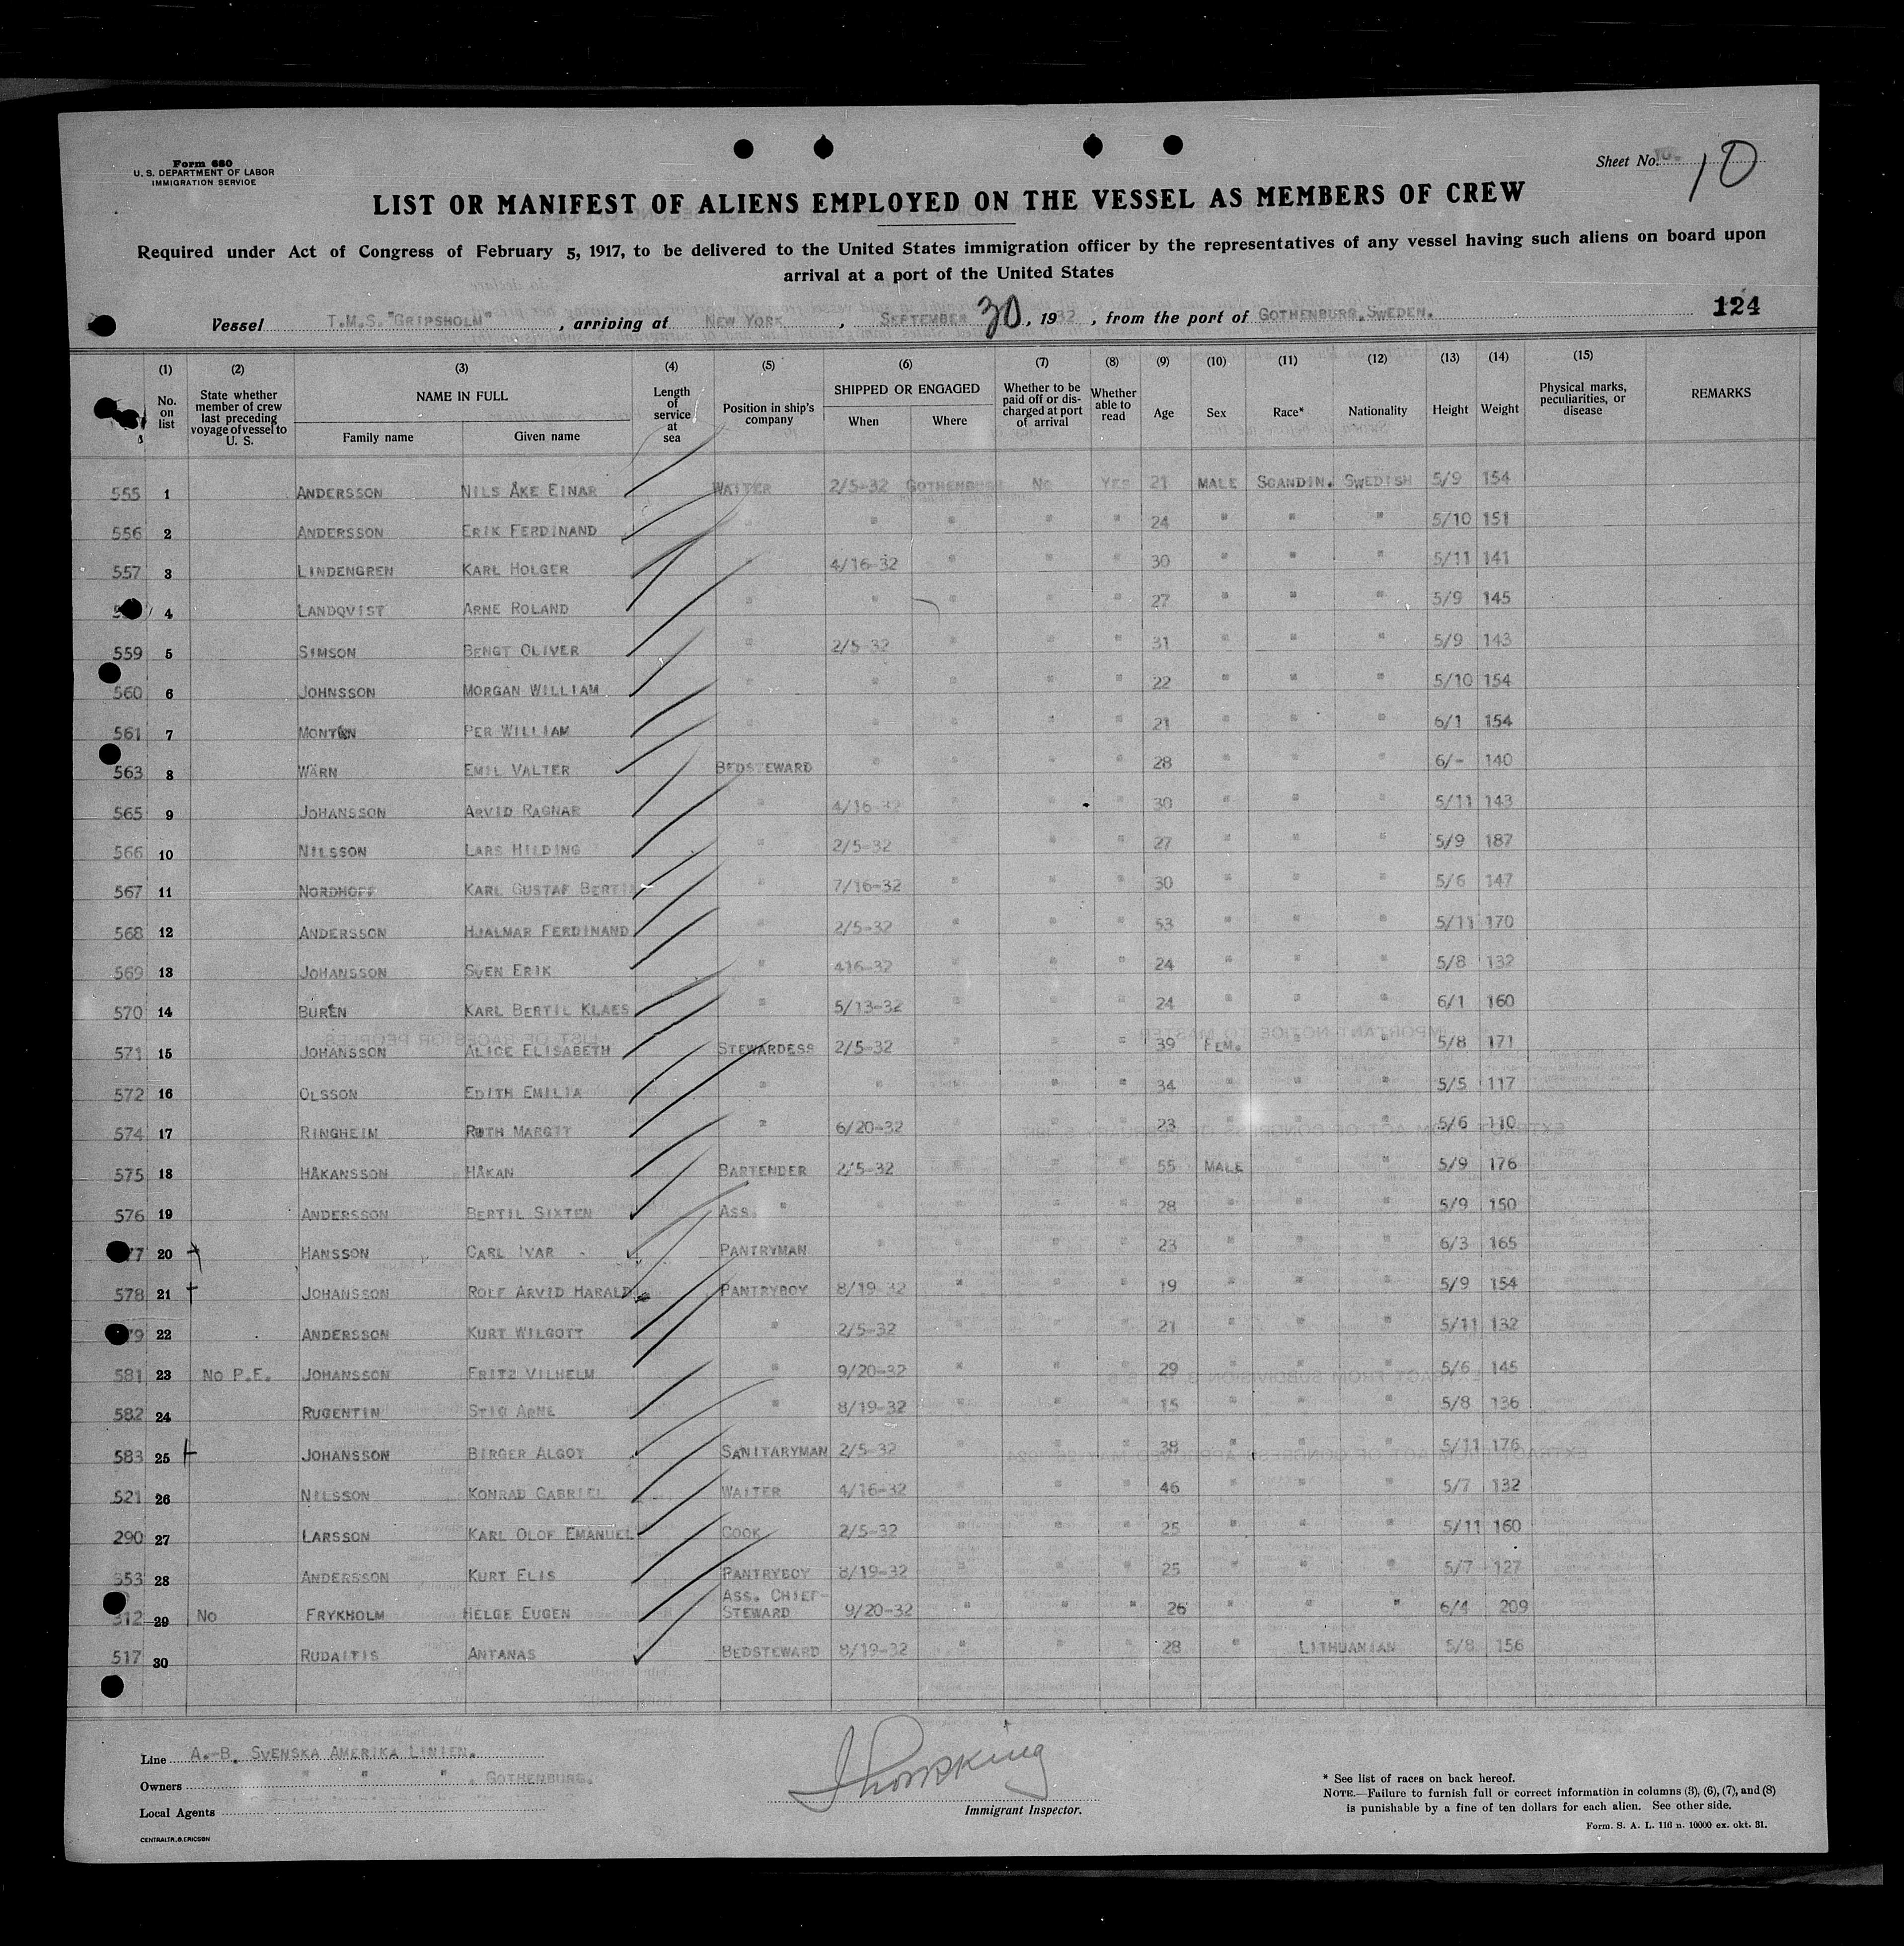 Form 680
U. S. DEPARTMENT OF LABOR
IMMIGRATION SERVICE
Sheet No. 10
LIST OR MANIFEST OF ALIENS EMPLOYED ON THE VESSEL AS MEMBERS OF CREW
Required under Act of Congress of February 5, 1917, to be delivered to the United States immigration officer by the representatives of any vessel having such aliens on board upon
arrival at a port of the United States
124
Vessel T.M.S. "GRIPSHOLM", arriving at NEW YORK, SEPTEMBER 30, 1932, from the port of GOTHENBURG, SWEDEN.
(1) (2) (3) (4) (5) (6) (7) (8) (9) (10) (11) (12) (13) (14) (15)
No. on list State whether member of crew last preceding voyage of vessel to U. S. NAME IN FULL Family name Given name Length of service at sea Position in ship's company SHIPPED OR ENGAGED When Where Whether to be paid off or discharged at port of arrival Whether able to read Age Sex Race* Nationality Height Weight Physical marks, peculiarities, or disease REMARKS
555 1 ANDERSSON NILS ÅKE EINAR WAITER 2/5-32 GOTHENBURG NO YES 21 MALE SCANDIN. SWEDISH 5/9 154
556 2 ANDERSSON ERIK FERDINAND " " " " " 24 " " " 5/10 151
557 3 LINDENGREN KARL HOLGER " 4/16-32 " " " 30 " " " 5/11 141
4 LANDQVIST ARNE ROLAND " " " " " 27 " " " 5/9 145
559 5 SIMSON BENGT OLIVER " 2/5-32 " " " 31 " " " 5/9 143
560 6 JOHNSSON MORGAN WILLIAM " " " " " 22 " " " 5/10 154
561 7 MONTÉN PER WILLIAM " " " " " 21 " " " 6/1 154
563 8 WÄRN EMIL VALTER BEDSTEWARD " " " " 28 " " " 6/- 140
565 9 JOHANSSON ARVID RAGNAR " 4/16-32 " " " 30 " " " 5/11 143
566 10 NILSSON LARS HILDING " 2/5-32 " " " 27 " " " 5/9 187
567 11 NORDHOFF KARL GUSTAF BERTIL " 7/16-32 " " " 30 " " " 5/6 147
568 12 ANDERSSON HJALMAR FERDINAND " 2/5-32 " " " 53 " " " 5/11 170
569 13 JOHANSSON SVEN ERIK " 416-32 " " " 24 " " " 5/8 132
570 14 BURÉN KARL BERTIL KLAES " 5/13-32 " " " 24 " " " 6/1 160
571 15 JOHANSSON ALICE ELISABETH STEWARDESS 2/5-32 " " " 39 FEM. " " 5/8 171
572 16 OLSSON EDITH EMILIA " " " " " 34 " " " 5/5 117
574 17 RINGHEIM RUTH MARGIT " 6/20-32 " " " 23 " " " 5/6 110
575 18 HÅKANSSON HÅKAN BARTENDER 2/5-32 " " " 55 MALE " " 5/9 176
576 19 ANDERSSON BERTIL SIXTEN ASS. " " " " " 28 " " " 5/9 150
77 20 HANSSON CARL IVAR PANTRYMAN " " " " 23 " " " 6/3 165
578 21 JOHANSSON ROLF ARVID HARALD PANTRYBOY 8/19-32 " " " 19 " " " 5/9 154
79 22 ANDERSSON KURT WILGOTT " 2/5-32 " " " 21 " " " 5/11 132
581 23 NO P.E. JOHANSSON FRITZ VILHELM " 9/20-32 " " " 29 " " " 5/6 145
582 24 RUGENTIN STIG ARNE " 8/19-32 " " " 15 " " " 5/8 136
583 25 JOHANSSON BIRGER ALGOT SANITARYMAN 2/5-32 " " " 38 " " " 5/11 176
521 26 NILSSON KONRAD GABRIEL WAITER 4/16-32 " " " 46 " " " 5/7 132
290 27 LARSSON KARL OLOF EMANUEL COOK 2/5-32 " " " 25 " " " 5/11 160
353 28 ANDERSSON KURT ELIS PANTRYBOY 8/19-32 " " " 25 " " " 5/7 127
312 29 NO FRYKHOLM HELGE EUGEN ASS. CHIEF-STEWARD 9/20-32 " " " 26 " " " 6/4 209
517 30 RUDAITIS ANTANAS BEDSTEWARD 8/19-32 " " " 28 " LITHUANIAN 5/8 156
Line A.-B. SVENSKA AMERIKA LINIEN.
Owners " " ". GOTHENBURG.
Local Agents
Immigrant Inspector.
CENTRALTR. G. ERICSON
* See list of races on back hereof.
NOTE.—Failure to furnish full or correct information in columns (3), (6), (7), and (8)
is punishable by a fine of ten dollars for each alien. See other side.
Form. S. A. L. 116 n. 10000 ex. okt. 31.